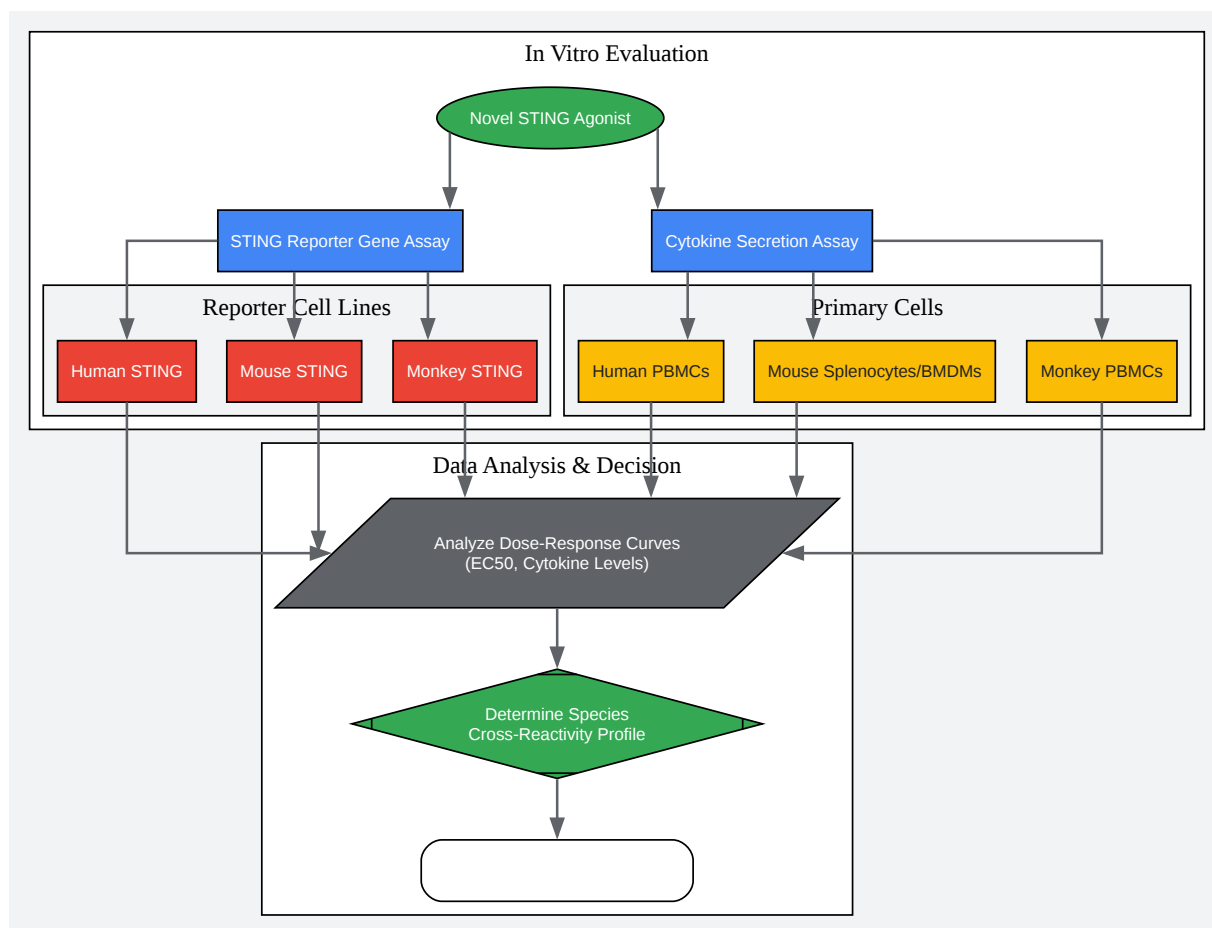 In Vitro Evaluation
Novel STING Agonist
STING Reporter Gene Assay
Cytokine Secretion Assay
Reporter Cell Lines
Primary Cells
Human STING
Mouse STING
Monkey STING
Human PBMCs
Mouse Splenocytes/BMDMs
Monkey PBMCs
Data Analysis & Decision
Analyze Dose-Response Curves
(EC50, Cytokine Levels)
Determine Species
Cross-Reactivity Profile